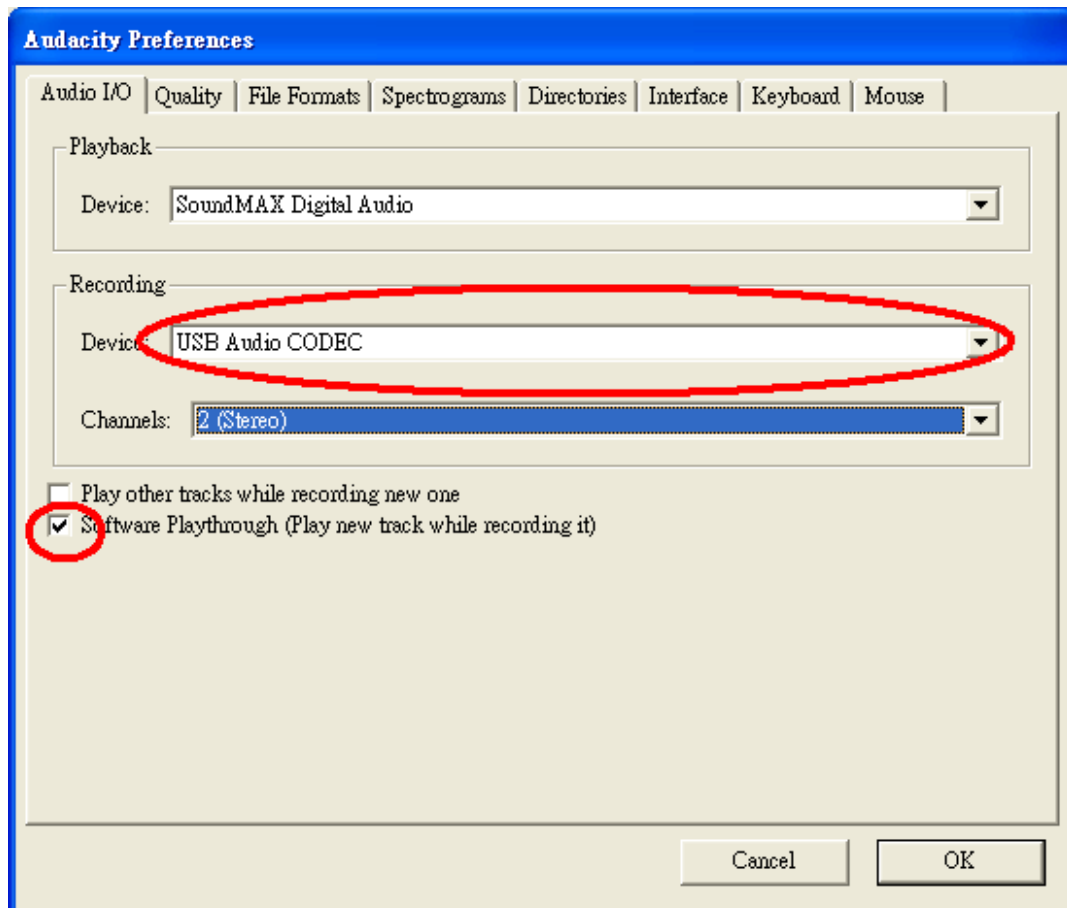 Audacity Preferences
Audio I/O Quality File Formats Spectrograms Directories Interface Keyboard Mouse
Playback
Device: SoundMAX Digital Audio
Recording
Device: USB Audio CODEC
Channels: 2 (Stereo)
Play other tracks while recording new one
Software Playthrough (Play new track while recording it)
Cancel OK